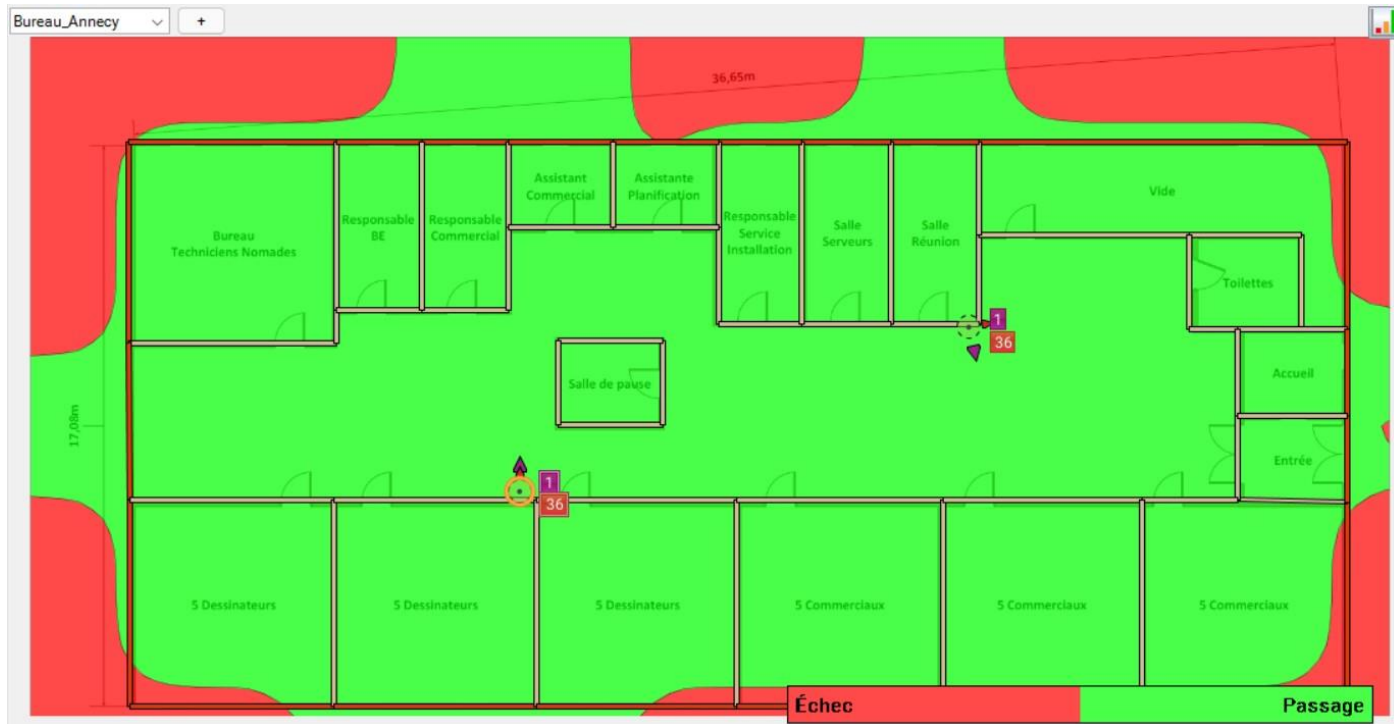 Bureau_Annecy
+
36,65m
17,08m
Bureau
Techniciens Nomades
Responsable
BE
Responsable
Commercial
Assistant
Commercial
Assistante
Planification
Responsable
Service
Installation
Salle
Serveurs
Salle
Réunion
Vide
Toilettes
1
36
Accueil
Salle de pause
Entrée
1
36
5 Dessinateurs
5 Dessinateurs
5 Dessinateurs
5 Commerciaux
5 Commerciaux
5 Commerciaux
Échec
Passage